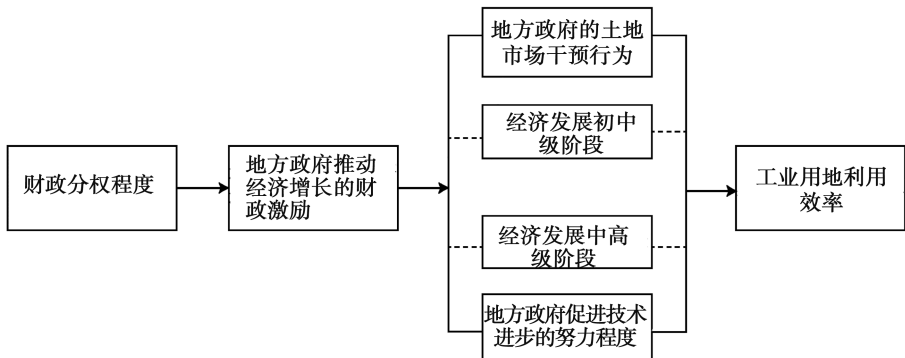 财政分权程度
地方政府推动
经济增长的财
政激励
地方政府的土地
市场干预行为
经济发展初中
级阶段
经济发展中高
级阶段
地方政府促进技术
进步的努力程度
工业用地利用
效率